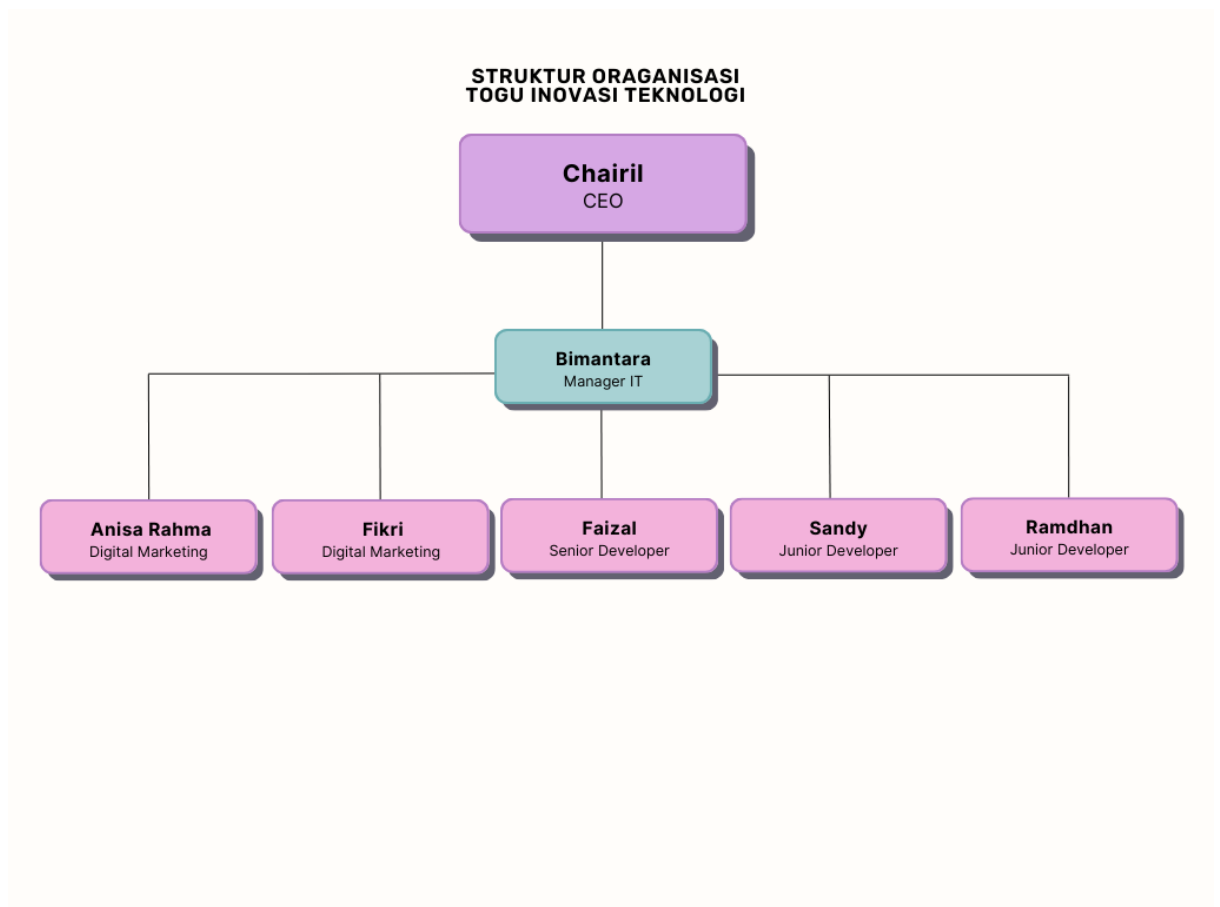 STRUKTUR ORAGANISASI
TOGU INOVASI TEKNOLOGI
Chairil
CEO
Bimantara
Manager IT
Anisa Rahma
Digital Marketing
Fikri
Digital Marketing
Faizal
Senior Developer
Sandy
Junior Developer
Ramdhan
Junior Developer